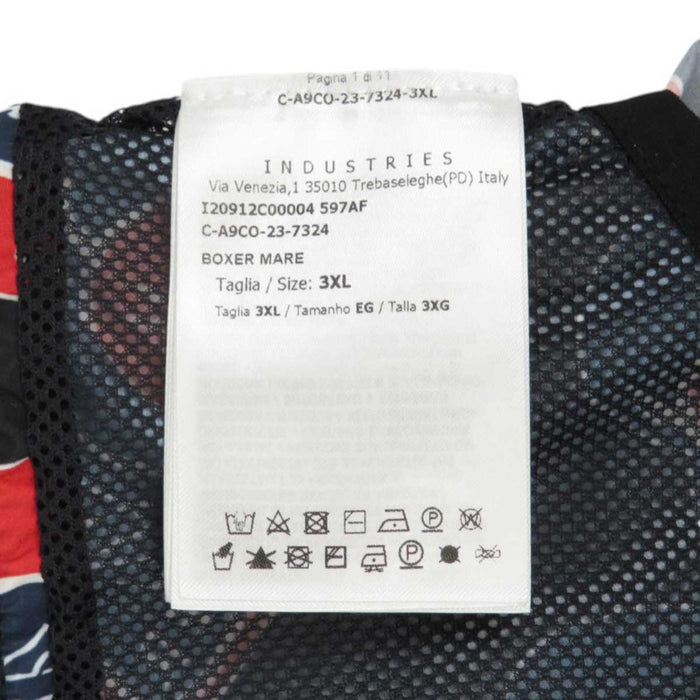 Pagina 1 di 11
C-A9CO-23-7324-3XL
INDUSTRIES
Via Venezia,1 35010 Trebaseleghe(PD) Italy
I20912C00004 597AF
C-A9CO-23-7324
BOXER MARE
Taglia / Size: 3XL
Taglia 3XL / Tamanho EG / Talla 3XG